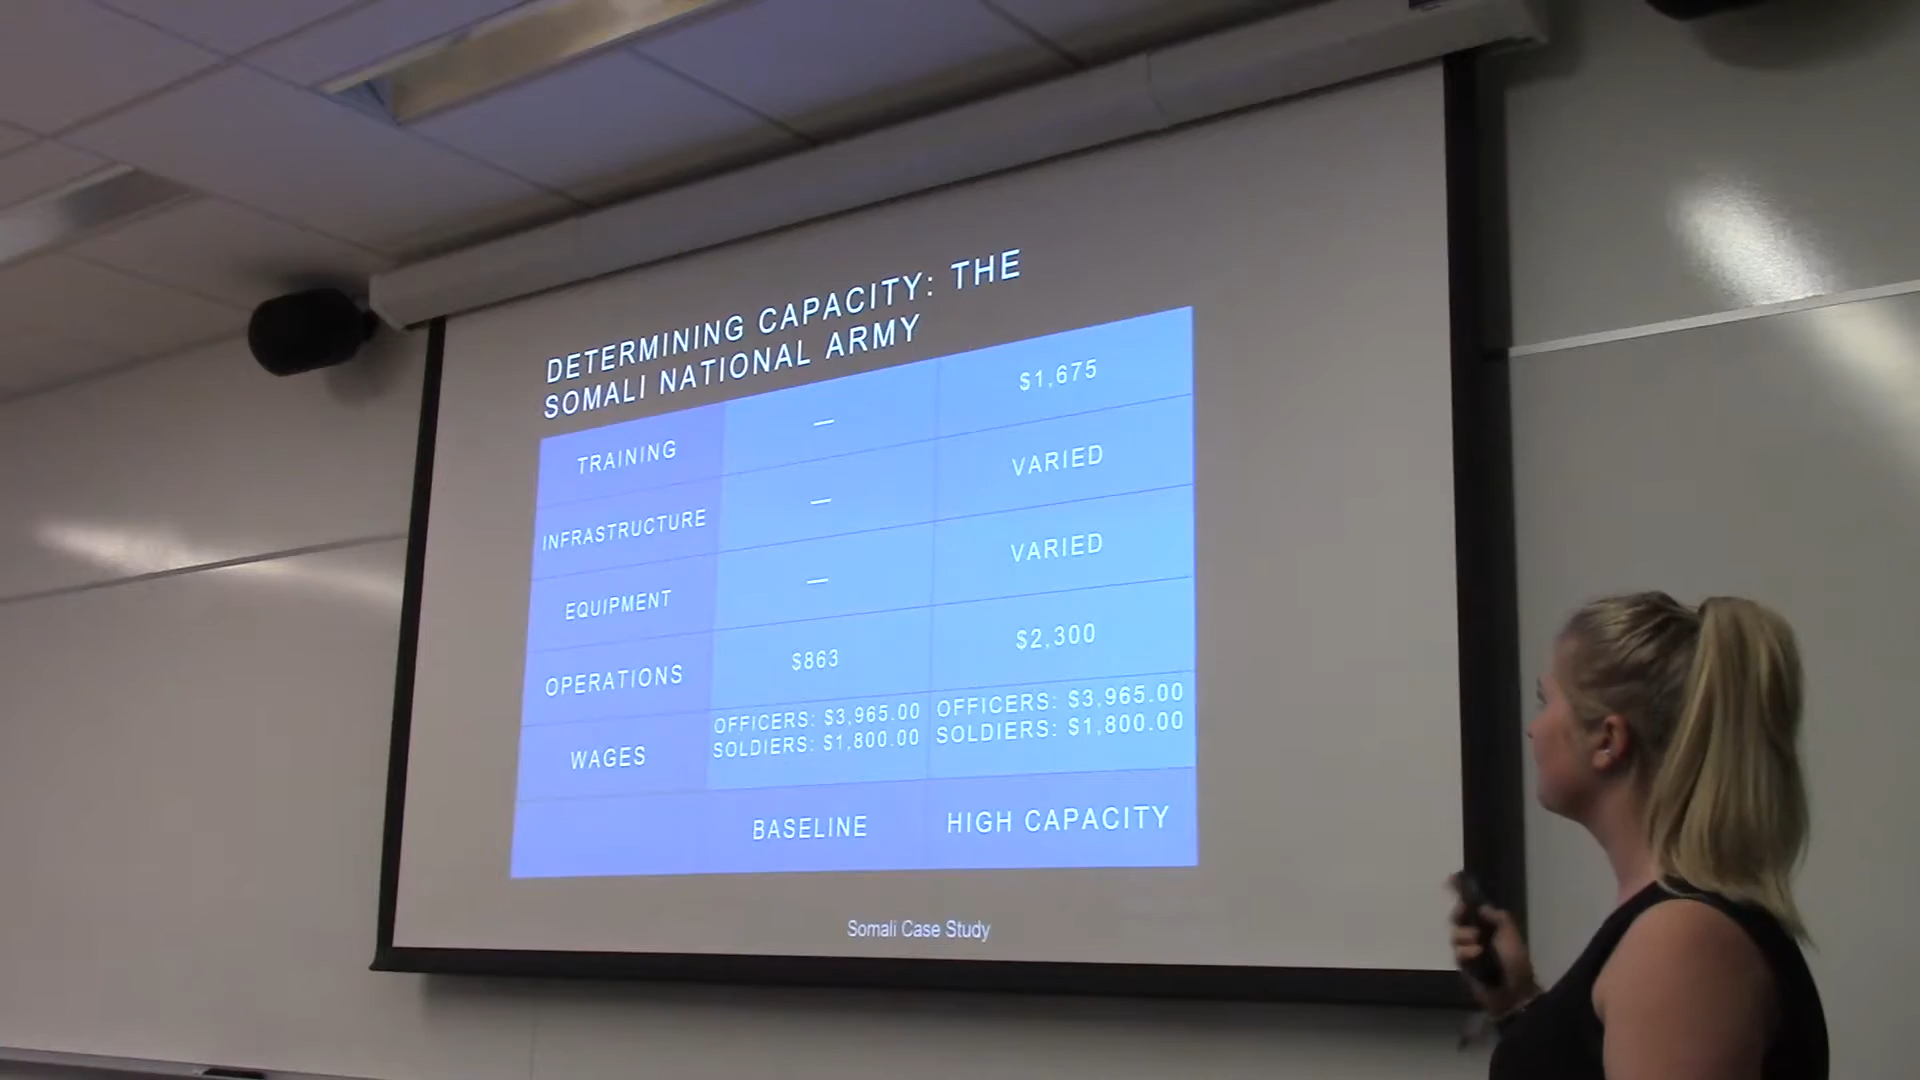 DETERMINING CAPACITY: THE
SOMALI NATIONAL ARMY
TRAINING — $1,675
INFRASTRUCTURE — VARIED
EQUIPMENT — VARIED
OPERATIONS $863 $2,300
WAGES OFFICERS: $3,965.00 OFFICERS: $3,965.00
SOLDIERS: $1,800.00 SOLDIERS: $1,800.00
BASELINE HIGH CAPACITY
Somali Case Study